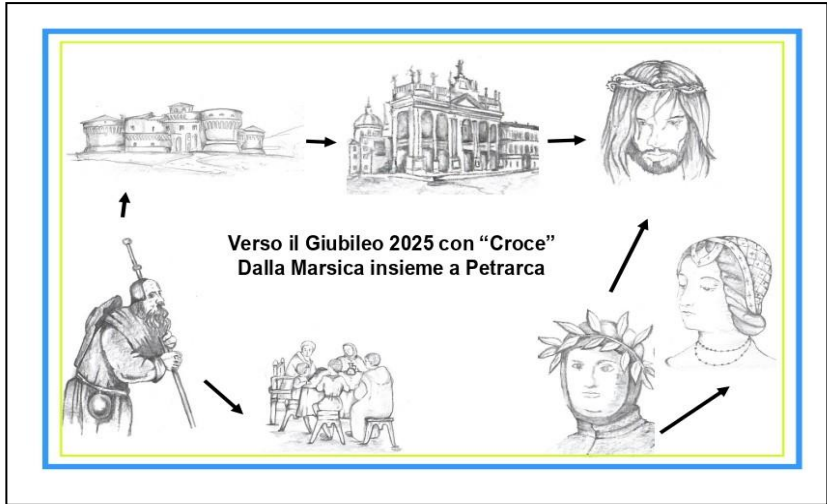 Verso il Giubileo 2025 con “Croce”
Dalla Marsica insieme a Petrarca